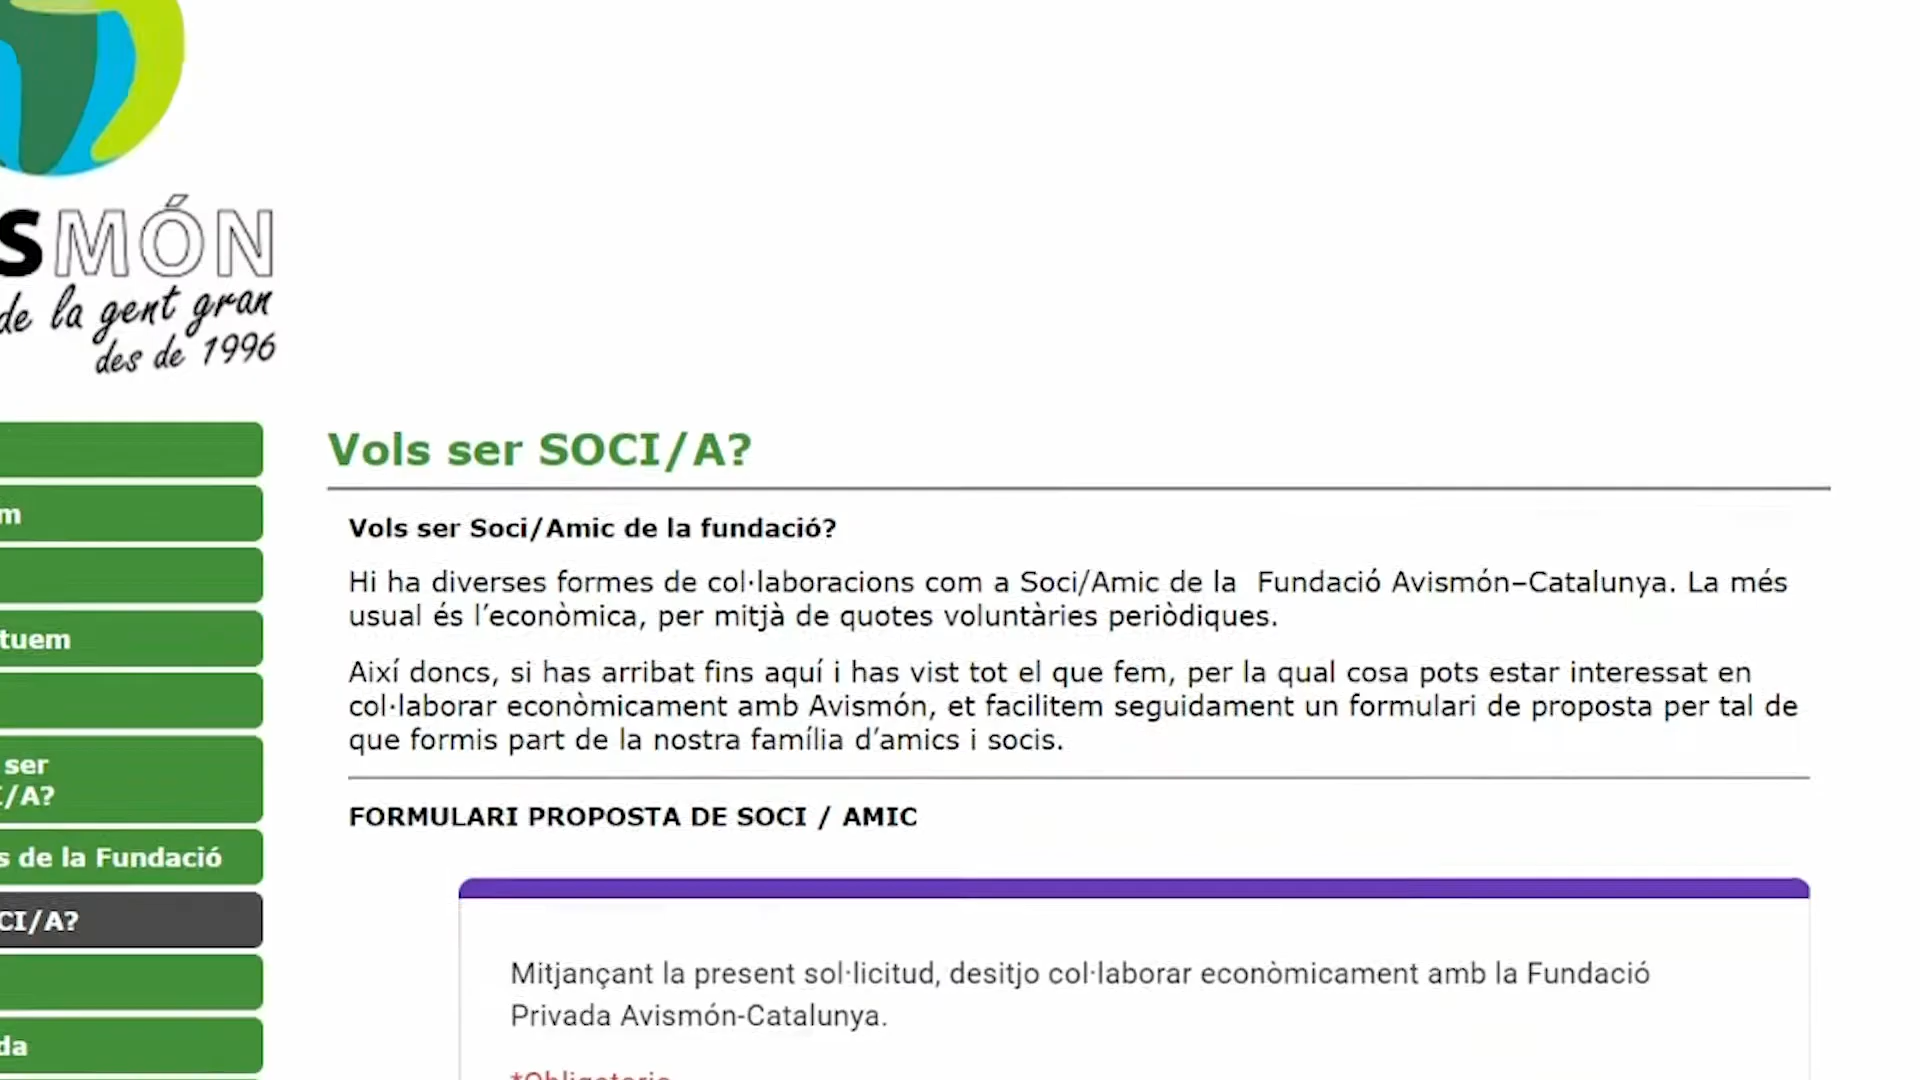 SMÓN
de la gent gran
des de 1996
m
tuem
ser
I/A?
s de la Fundació
CI/A?
da
Vols ser SOCI/A?
Vols ser Soci/Amic de la fundació?
Hi ha diverses formes de col·laboracions com a Soci/Amic de la  Fundació Avismón–Catalunya. La més
usual és l’econòmica, per mitjà de quotes voluntàries periòdiques.
Així doncs, si has arribat fins aquí i has vist tot el que fem, per la qual cosa pots estar interessat en
col·laborar econòmicament amb Avismón, et facilitem seguidament un formulari de proposta per tal de
que formis part de la nostra família d’amics i socis.
FORMULARI PROPOSTA DE SOCI / AMIC
Mitjançant la present sol·licitud, desitjo col·laborar econòmicament amb la Fundació
Privada Avismón-Catalunya.